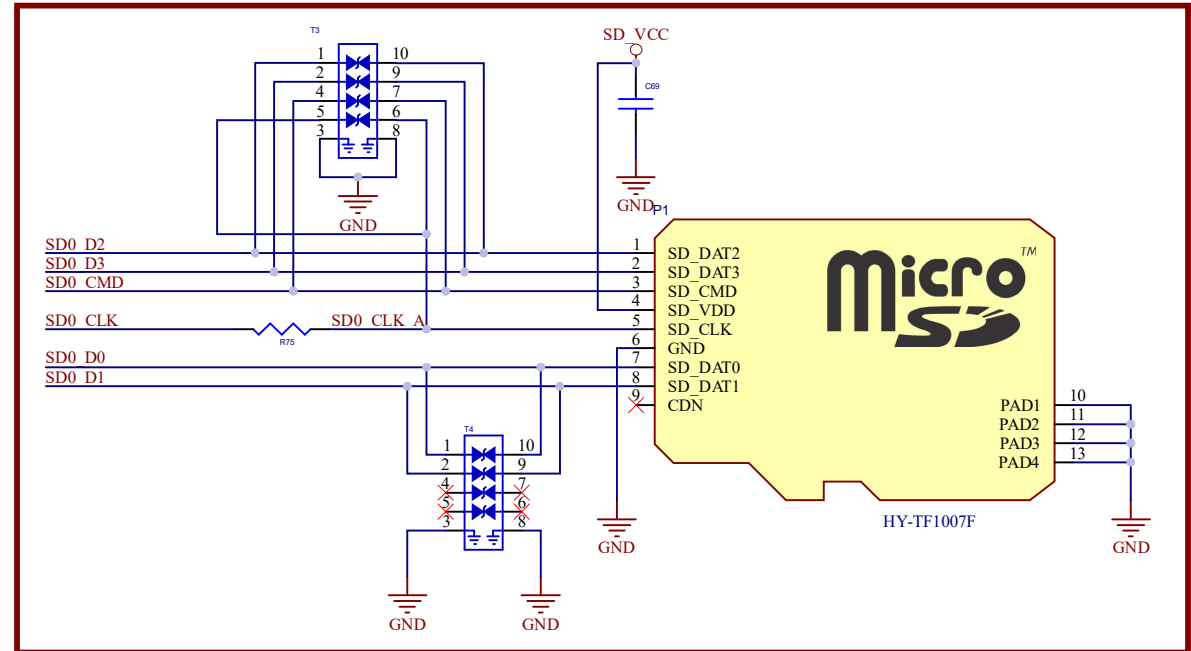 T3
SD_VCC
1 10
2 9
4 7
5 6
3 8
C69
GND
GND
P1
SD0_D2 1 SD_DAT2
SD0_D3 2 SD_DAT3
SD0_CMD 3 SD_CMD
4 SD_VDD
SD0_CLK SD0_CLK_A 5 SD_CLK
R75
6 GND
SD0_D0 7 SD_DAT0
SD0_D1 8 SD_DAT1
9 CDN
Micro SD TM
PAD1 10
PAD2 11
PAD3 12
PAD4 13
T4
1 10
2 9
4 7
5 6
3 8
HY-TF1007F
GND
GND
GND
GND